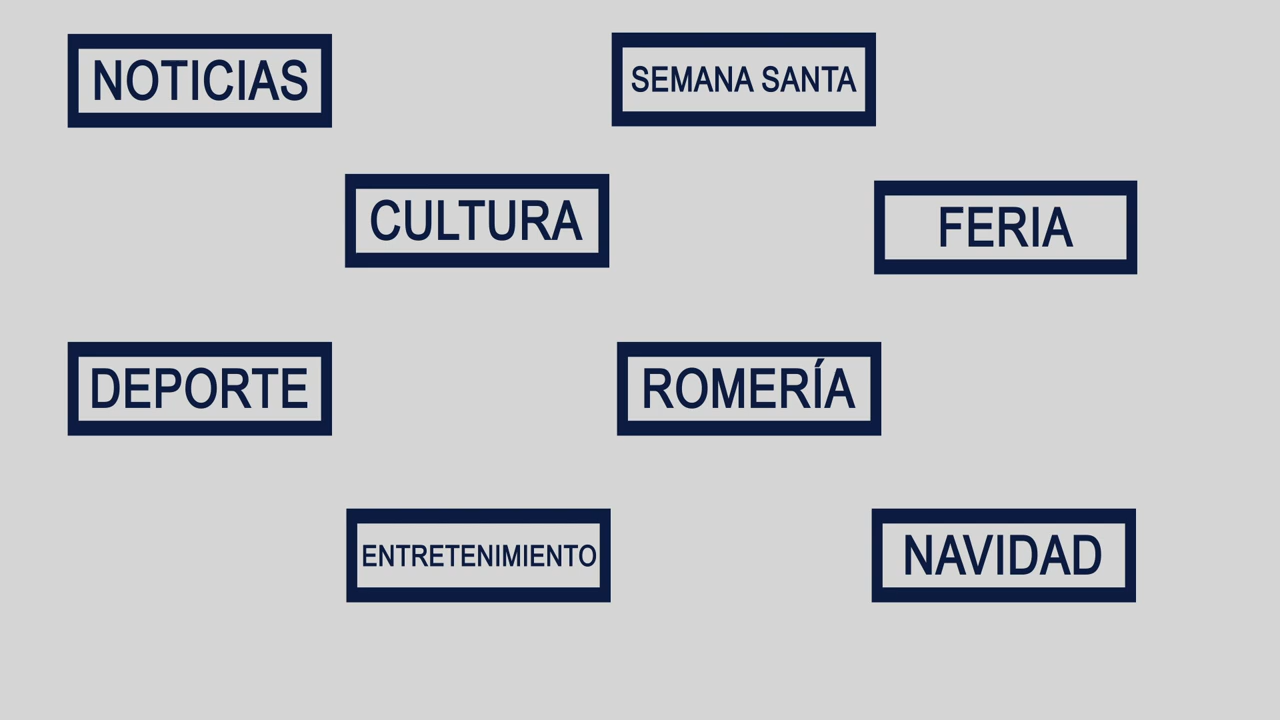 NOTICIAS
SEMANA SANTA
CULTURA
FERIA
DEPORTE
ROMERÍA
ENTRETENIMIENTO
NAVIDAD